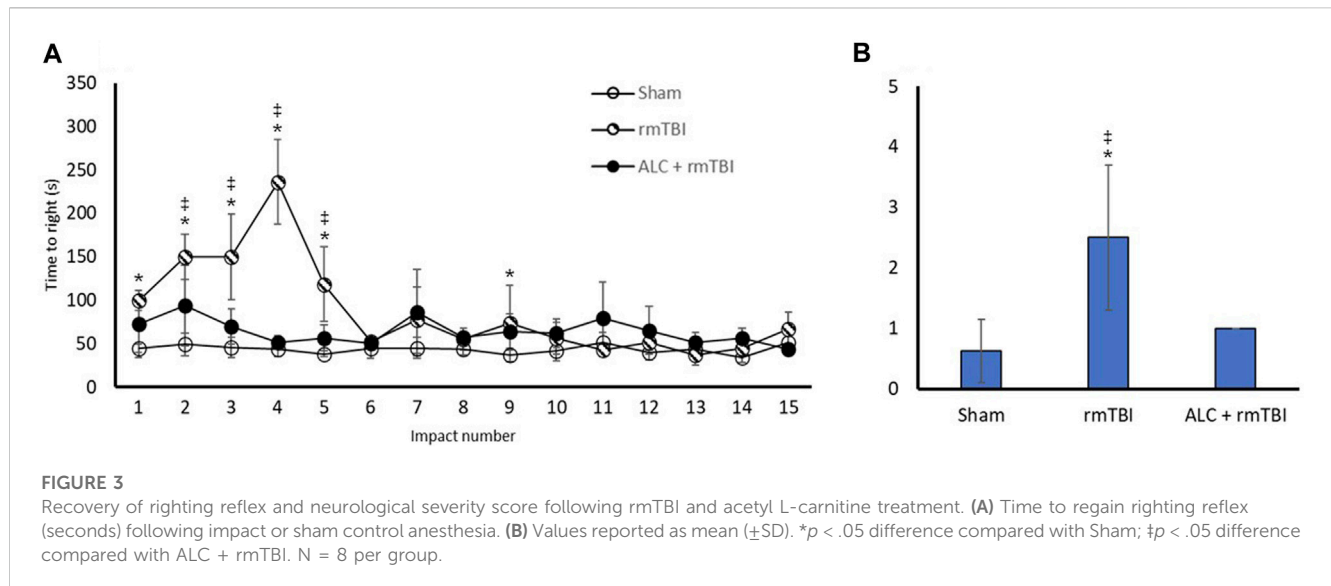 A
B
350
300
250
200
150
100
50
0
Time to right (s)
Sham
rmTBI
ALC + rmTBI
*
‡
*
‡
*
‡
*
‡
*
*
1 2 3 4 5 6 7 8 9 10 11 12 13 14 15
Impact number
5
4
3
2
1
0
‡
*
Sham rmTBI ALC + rmTBI
FIGURE 3
Recovery of righting reflex and neurological severity score following rmTBI and acetyl L-carnitine treatment. (A) Time to regain righting reflex
(seconds) following impact or sham control anesthesia. (B) Values reported as mean (±SD). *p < .05 difference compared with Sham; ‡p < .05 difference
compared with ALC + rmTBI. N = 8 per group.